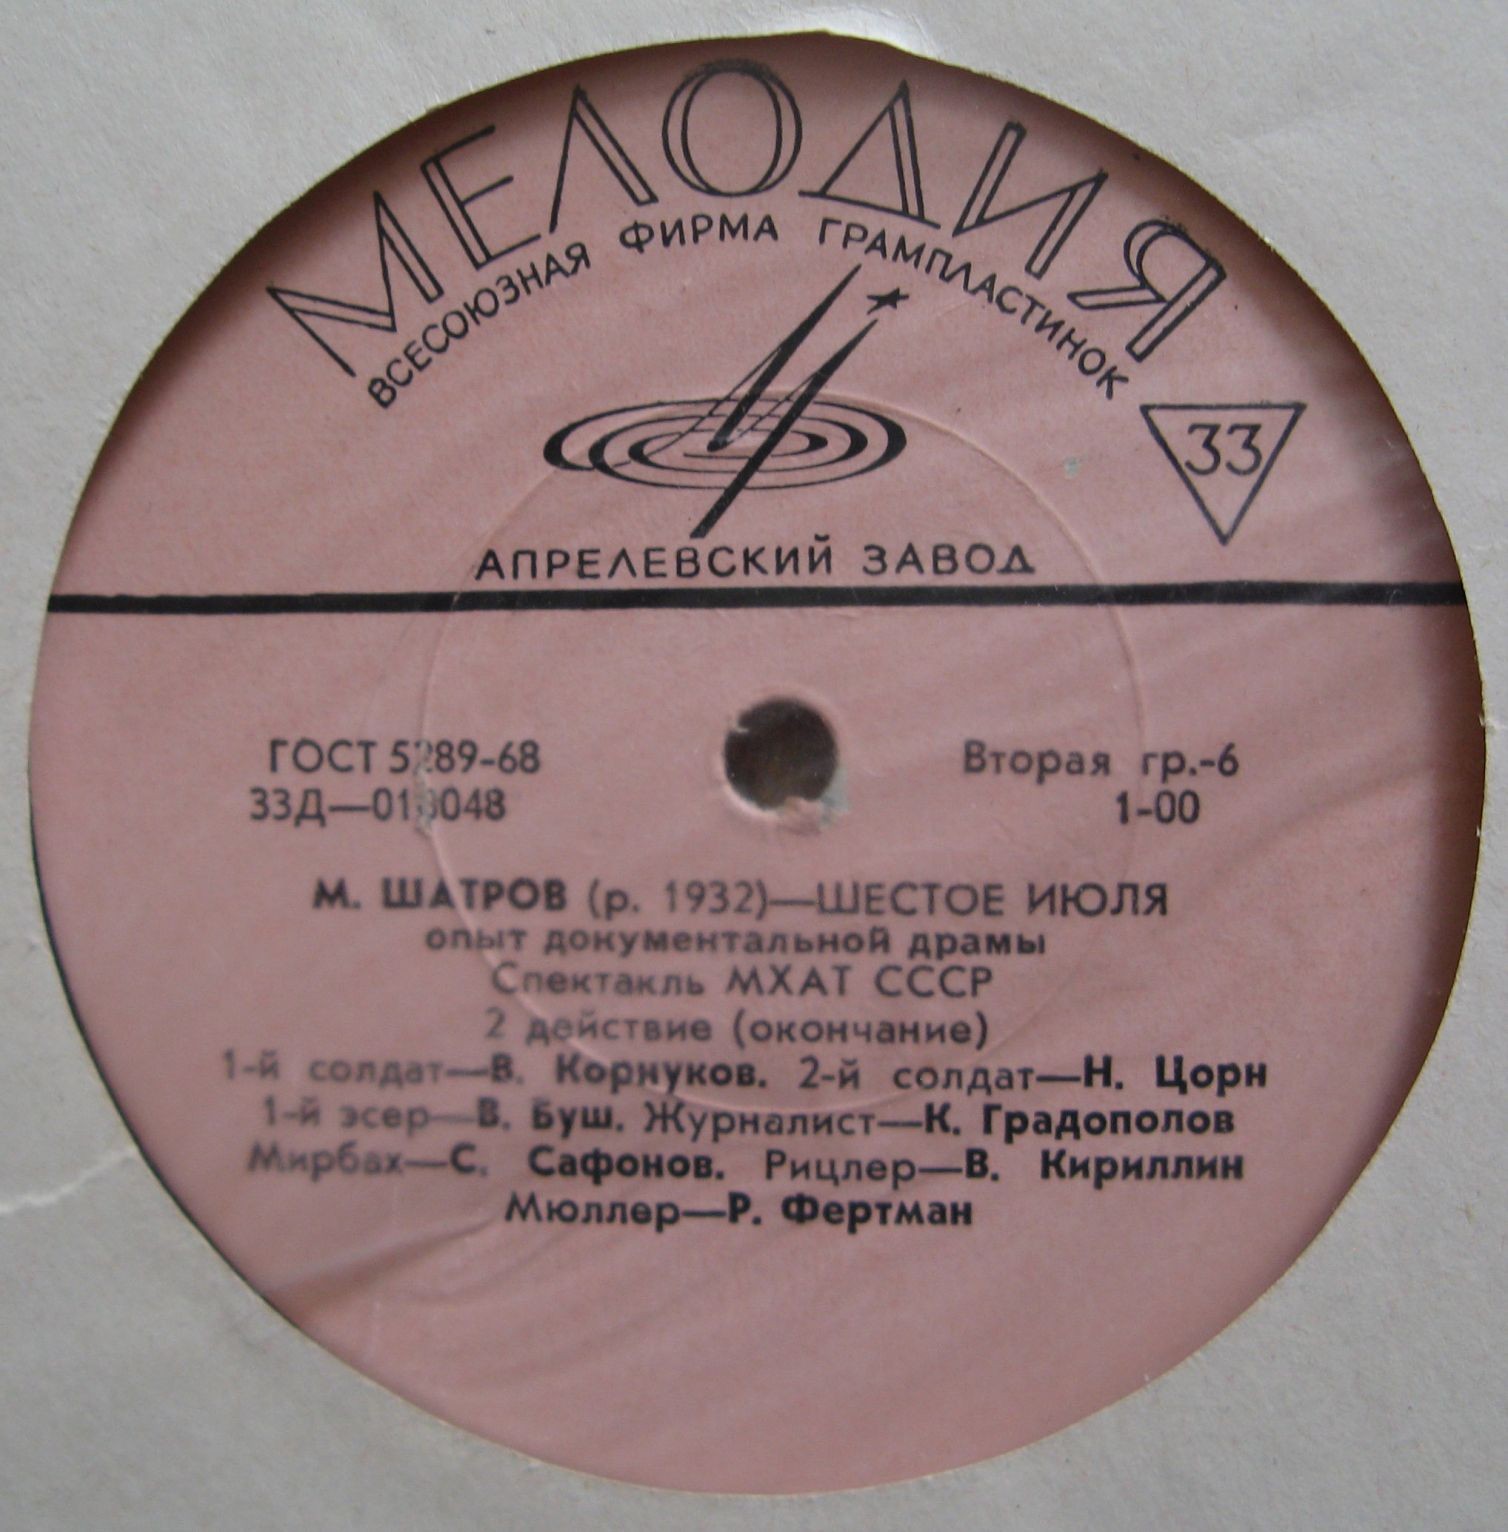 МЕЛОДИЯ
ВСЕСОЮЗНАЯ ФИРМА ГРАМПЛАСТИНОК
33
АПРЕЛЕВСКИЙ ЗАВОД
ГОСТ 5289-68
Вторая гр.-6
1-00
М. ШАТРОВ (р. 1932)—ШЕСТОЕ ИЮЛЯ
опыт документальной драмы
Спектакль МХАТ СССР
2 действие (окончание)
1-й солдат—В. Корнуков. 2-й солдат—Н. Цорн
1-й эсер—В. Буш. Журналист—К. Градополов
Мирбах—С. Сафонов. Рицлер—В. Кириллин
Мюллер—Р. Фертман